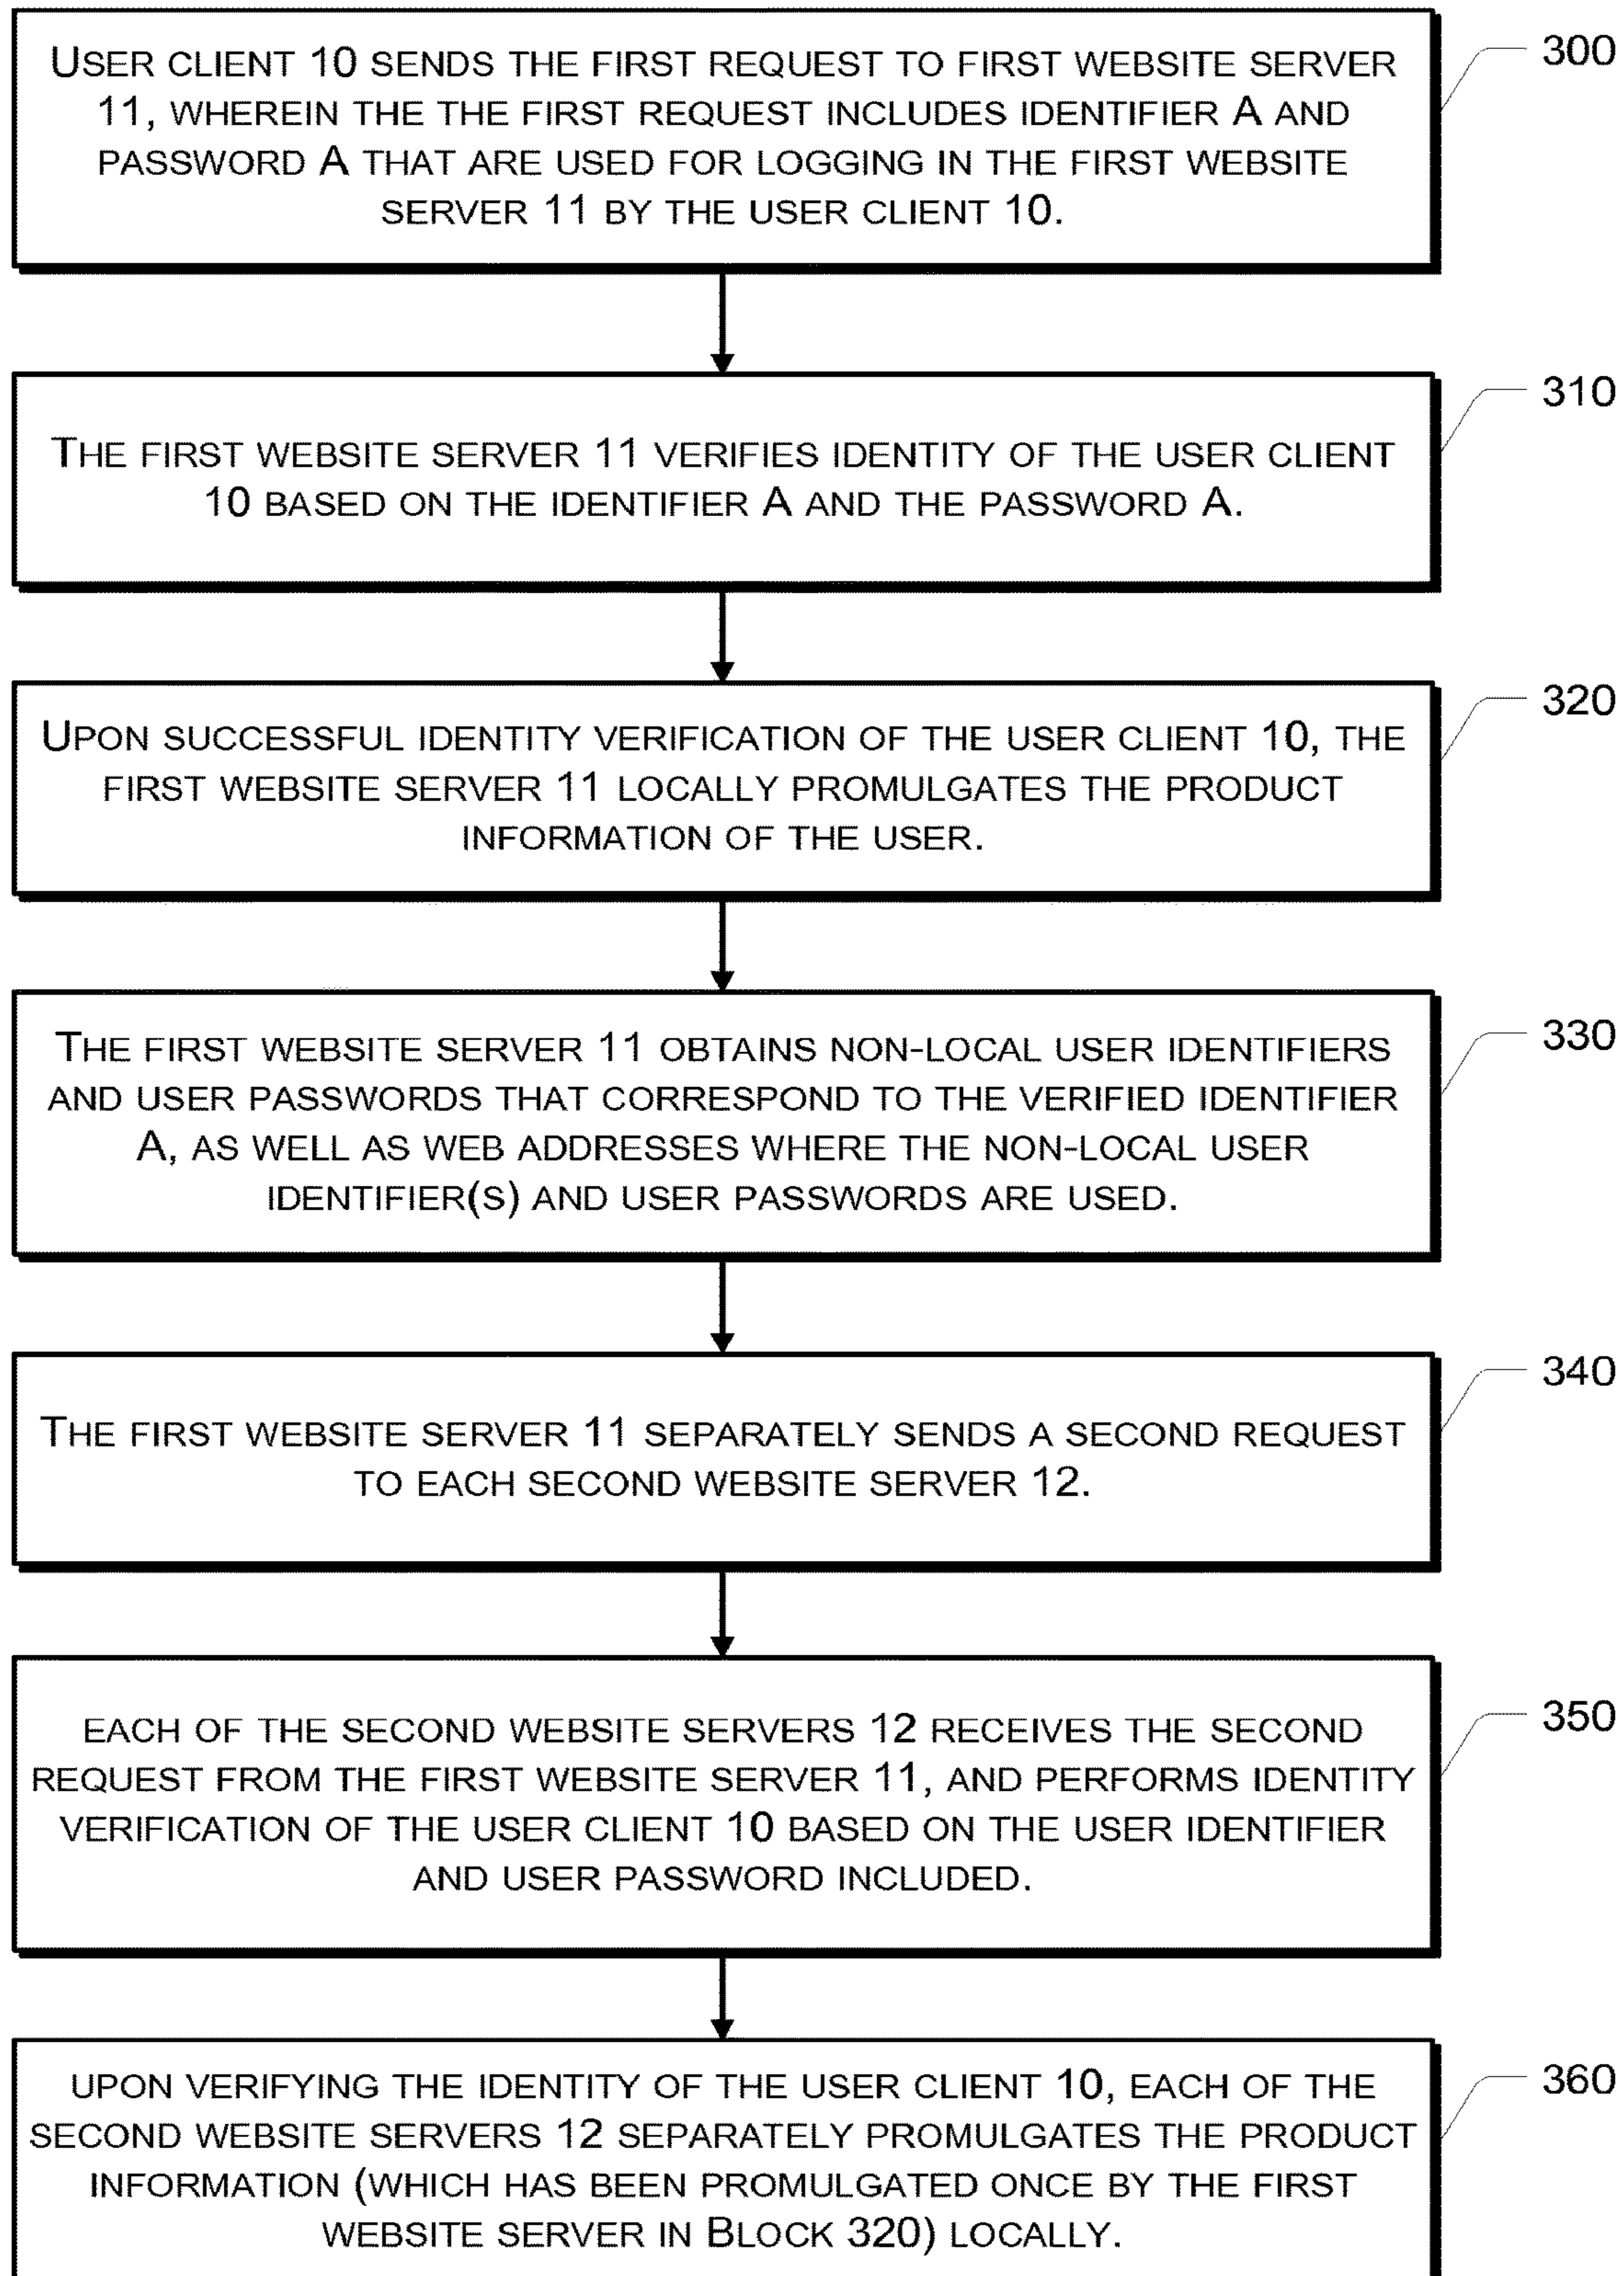 USER CLIENT 10 SENDS THE FIRST REQUEST TO FIRST WEBSITE SERVER
11, WHEREIN THE THE FIRST REQUEST INCLUDES IDENTIFIER A AND
PASSWORD A THAT ARE USED FOR LOGGING IN THE FIRST WEBSITE
SERVER 11 BY THE USER CLIENT 10.
300
THE FIRST WEBSITE SERVER 11 VERIFIES IDENTITY OF THE USER CLIENT
10 BASED ON THE IDENTIFIER A AND THE PASSWORD A.
310
UPON SUCCESSFUL IDENTITY VERIFICATION OF THE USER CLIENT 10, THE
FIRST WEBSITE SERVER 11 LOCALLY PROMULGATES THE PRODUCT
INFORMATION OF THE USER.
320
THE FIRST WEBSITE SERVER 11 OBTAINS NON-LOCAL USER IDENTIFIERS
AND USER PASSWORDS THAT CORRESPOND TO THE VERIFIED IDENTIFIER
A, AS WELL AS WEB ADDRESSES WHERE THE NON-LOCAL USER
IDENTIFIER(S) AND USER PASSWORDS ARE USED.
330
THE FIRST WEBSITE SERVER 11 SEPARATELY SENDS A SECOND REQUEST
TO EACH SECOND WEBSITE SERVER 12.
340
EACH OF THE SECOND WEBSITE SERVERS 12 RECEIVES THE SECOND
REQUEST FROM THE FIRST WEBSITE SERVER 11, AND PERFORMS IDENTITY
VERIFICATION OF THE USER CLIENT 10 BASED ON THE USER IDENTIFIER
AND USER PASSWORD INCLUDED.
350
UPON VERIFYING THE IDENTITY OF THE USER CLIENT 10, EACH OF THE
SECOND WEBSITE SERVERS 12 SEPARATELY PROMULGATES THE PRODUCT
INFORMATION (WHICH HAS BEEN PROMULGATED ONCE BY THE FIRST
WEBSITE SERVER IN BLOCK 320) LOCALLY.
360